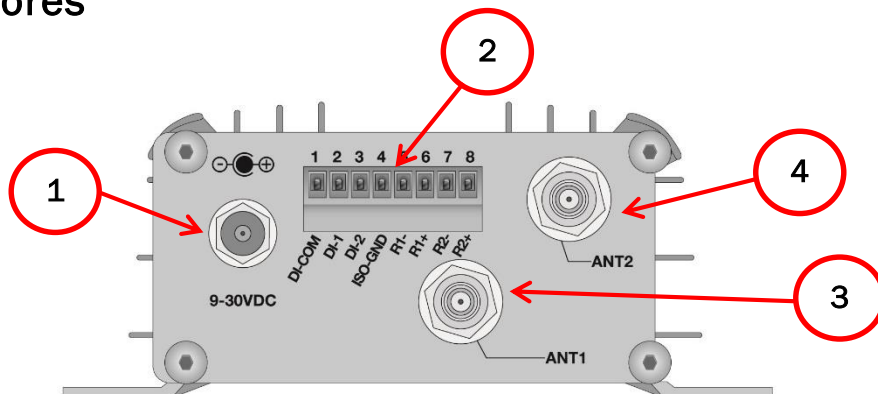 ores
2
1 2 3 4 5 6 7 8
1
4
DI-COM DI-1 DI-2 ISO-GND R1- R1+ R2- R2+
ANT2
9-30VDC
3
ANT1